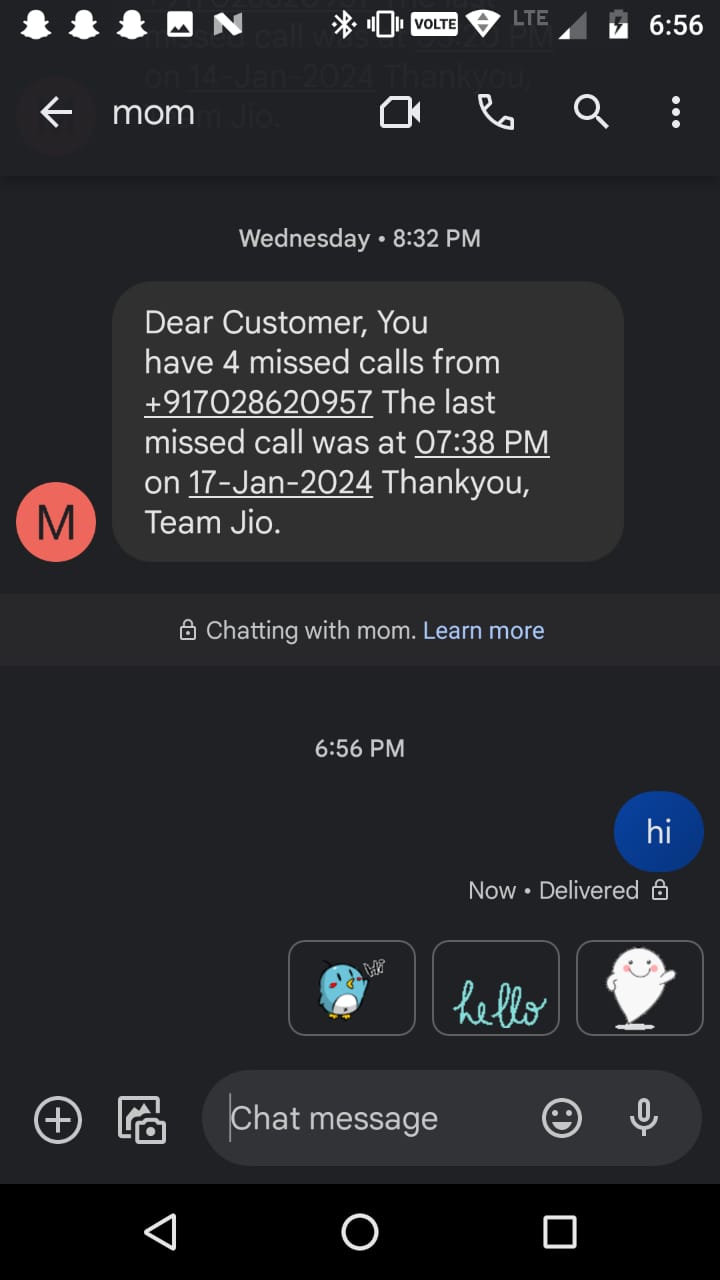 VOLTE LTE 6:56
missed call was at 08:20 PM
on 14-Jan-2024 Thankyou,
mom
Wednesday • 8:32 PM
Dear Customer, You
have 4 missed calls from
+917028620957 The last
missed call was at 07:38 PM
on 17-Jan-2024 Thankyou,
Team Jio.
M
Chatting with mom. Learn more
6:56 PM
hi
Now • Delivered
Hi
hello
Chat message